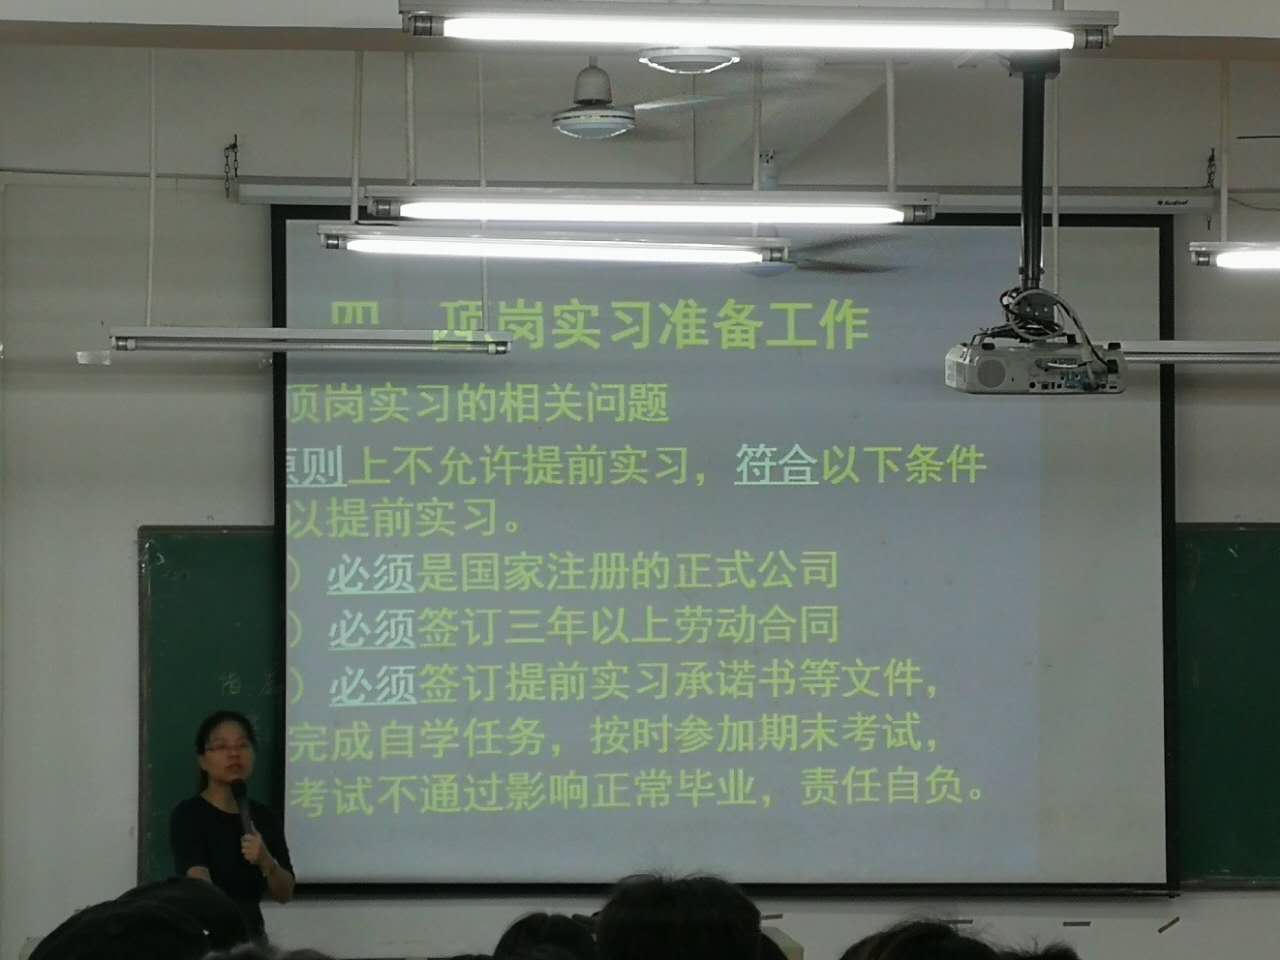 四、顶岗实习准备工作
顶岗实习的相关问题
原则上不允许提前实习，符合以下条件
以提前实习。
）必须是国家注册的正式公司
）必须签订三年以上劳动合同
）必须签订提前实习承诺书等文件，
完成自学任务，按时参加期末考试，
考试不通过影响正常毕业，责任自负。